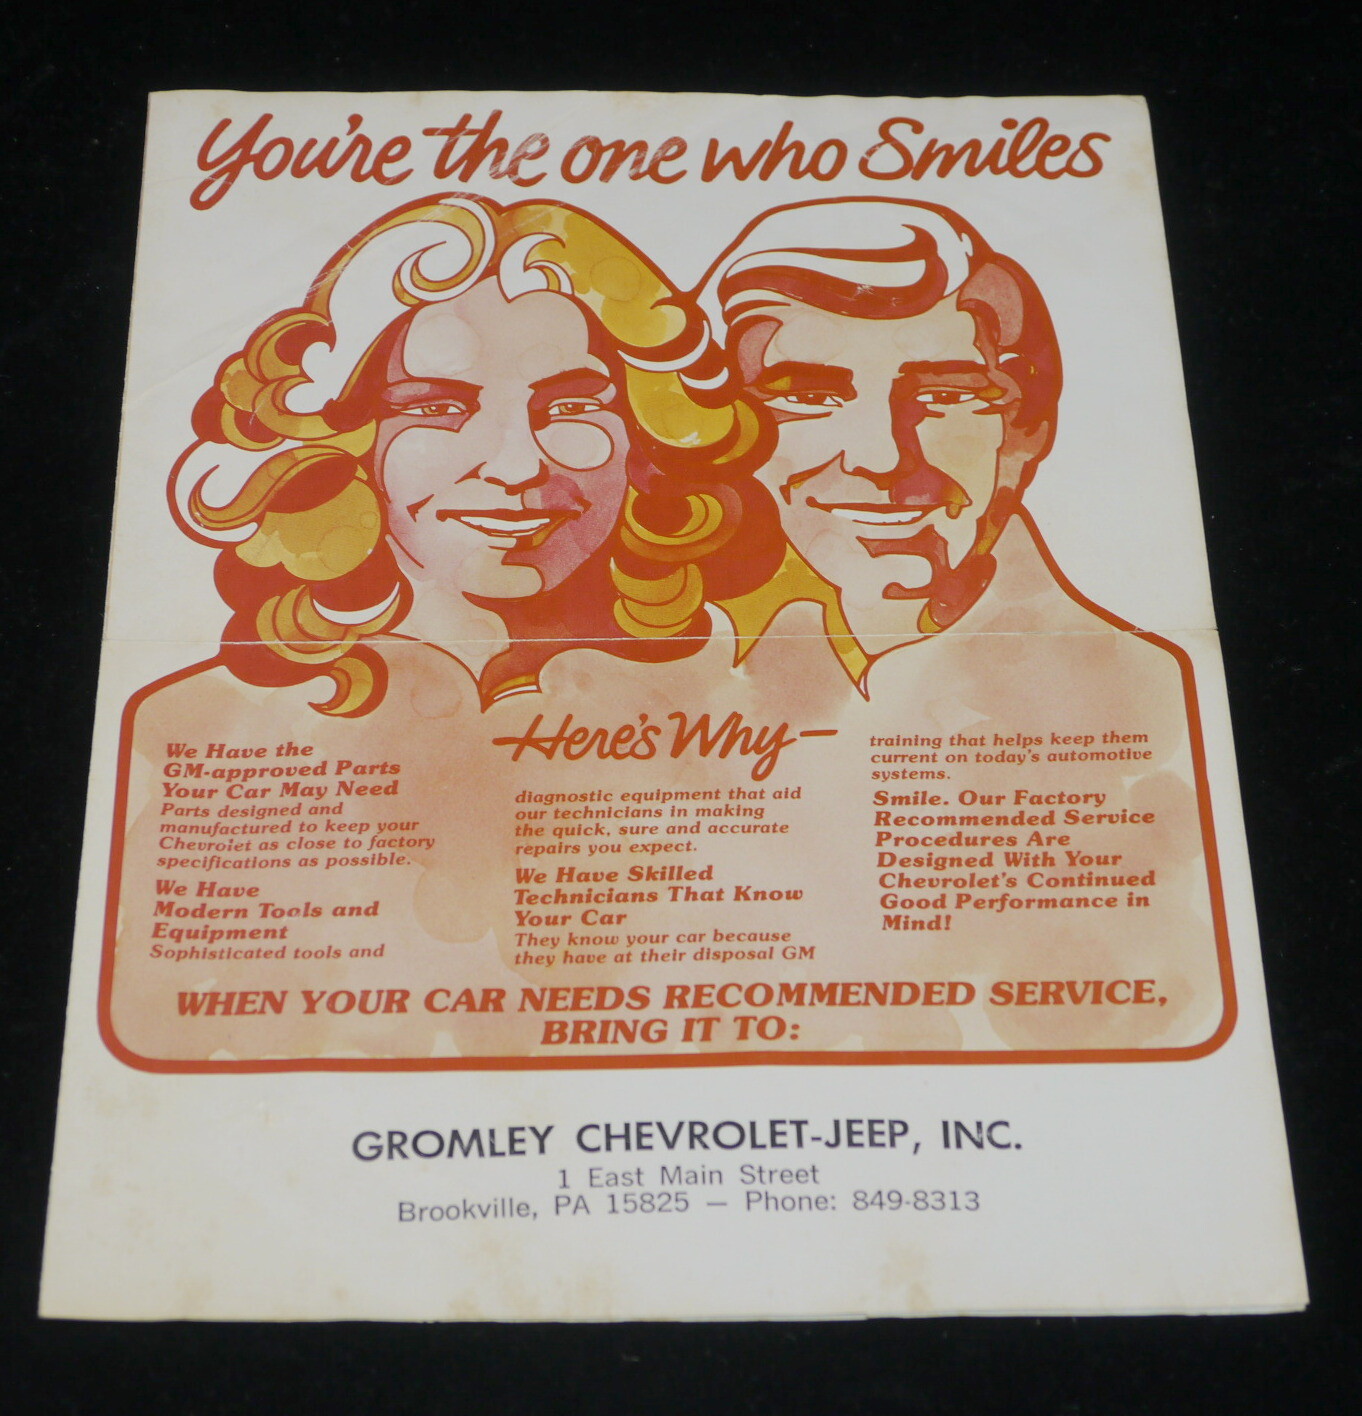 You're the one who Smiles
Here's Why—
We Have the
GM-approved Parts
Your Car May Need
Parts designed and
manufactured to keep your
Chevrolet as close to factory
specifications as possible.
We Have
Modern Tools and
Equipment
Sophisticated tools and
diagnostic equipment that aid
our technicians in making
the quick, sure and accurate
repairs you expect.
We Have Skilled
Technicians That Know
Your Car
They know your car because
they have at their disposal GM
training that helps keep them
current on today's automotive
systems.
Smile. Our Factory
Recommended Service
Procedures Are
Designed With Your
Chevrolet's Continued
Good Performance in
Mind!
WHEN YOUR CAR NEEDS RECOMMENDED SERVICE,
BRING IT TO:
GROMLEY CHEVROLET-JEEP, INC.
1 East Main Street
Brookville, PA 15825 — Phone: 849-8313